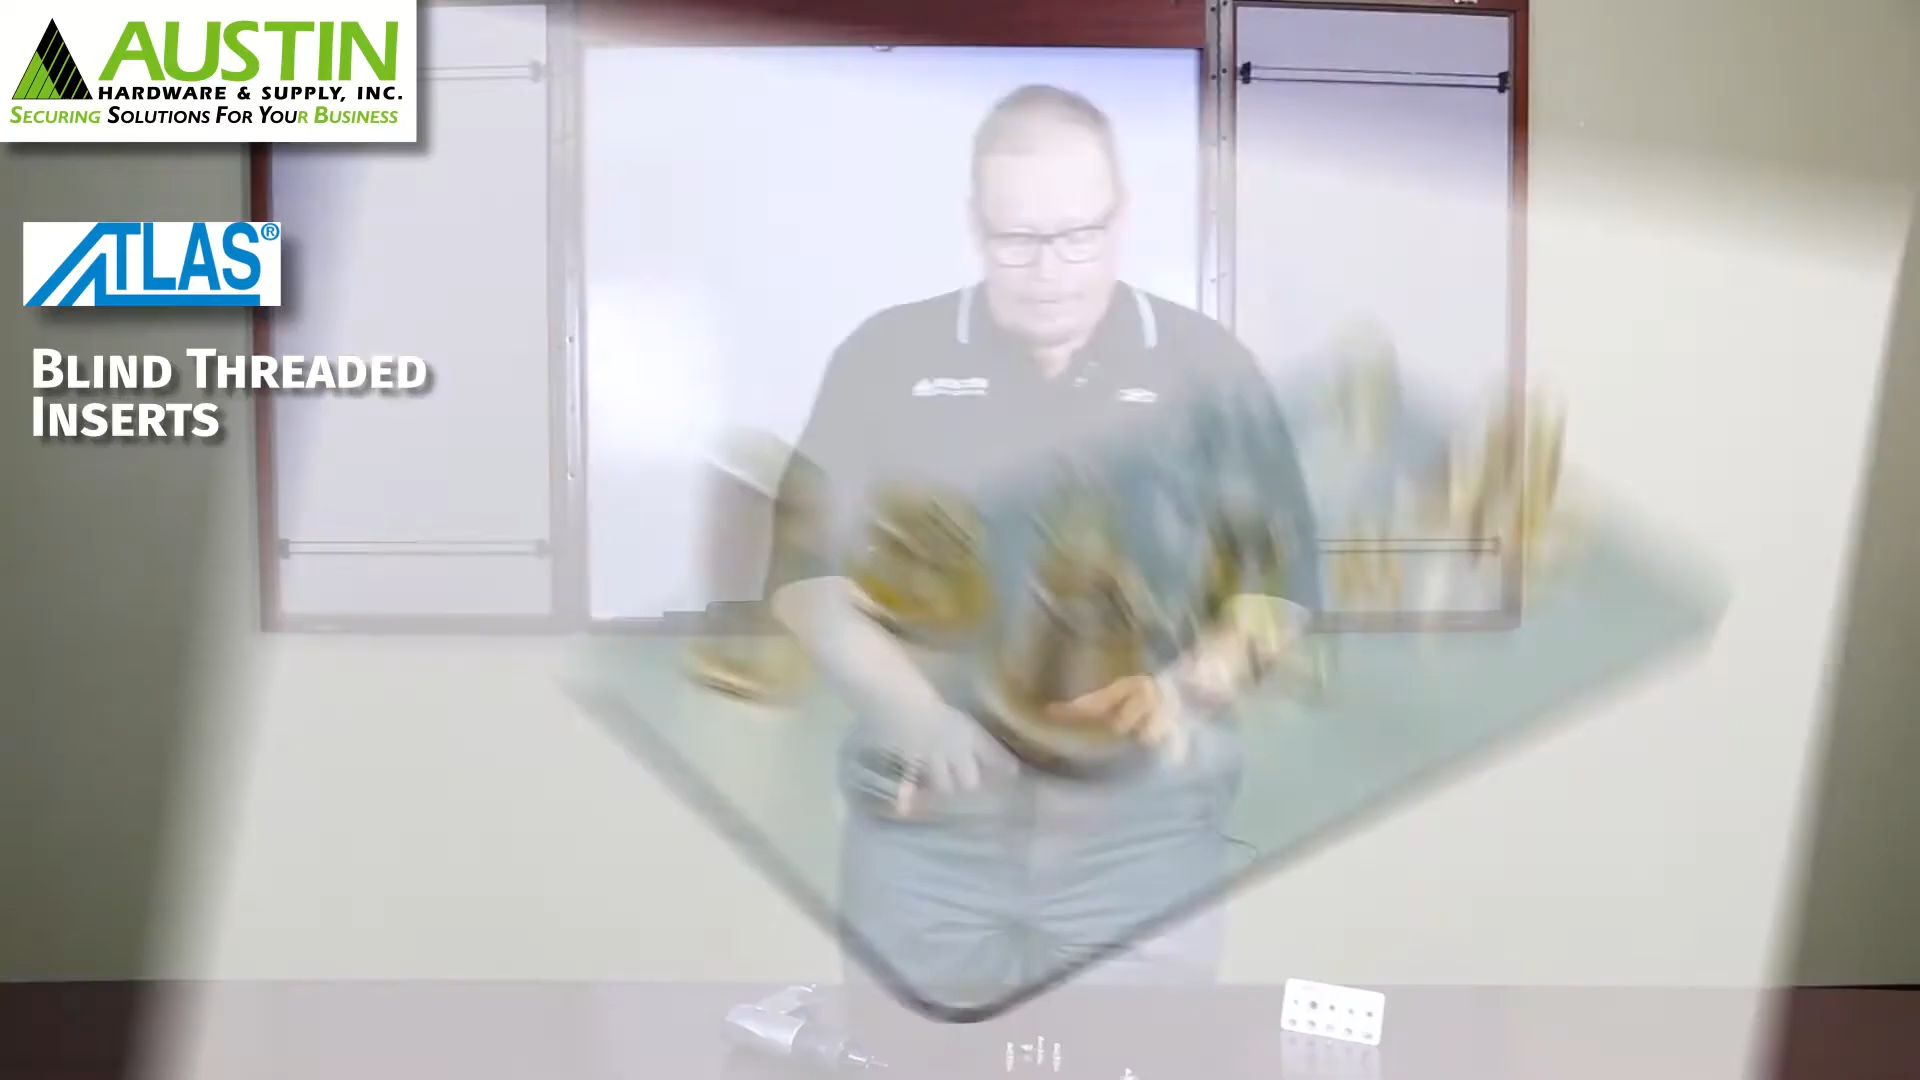 AUSTIN
HARDWARE & SUPPLY, INC.
SECURING SOLUTIONS FOR YOUR BUSINESS
ATLAS®
BLIND THREADED
INSERTS